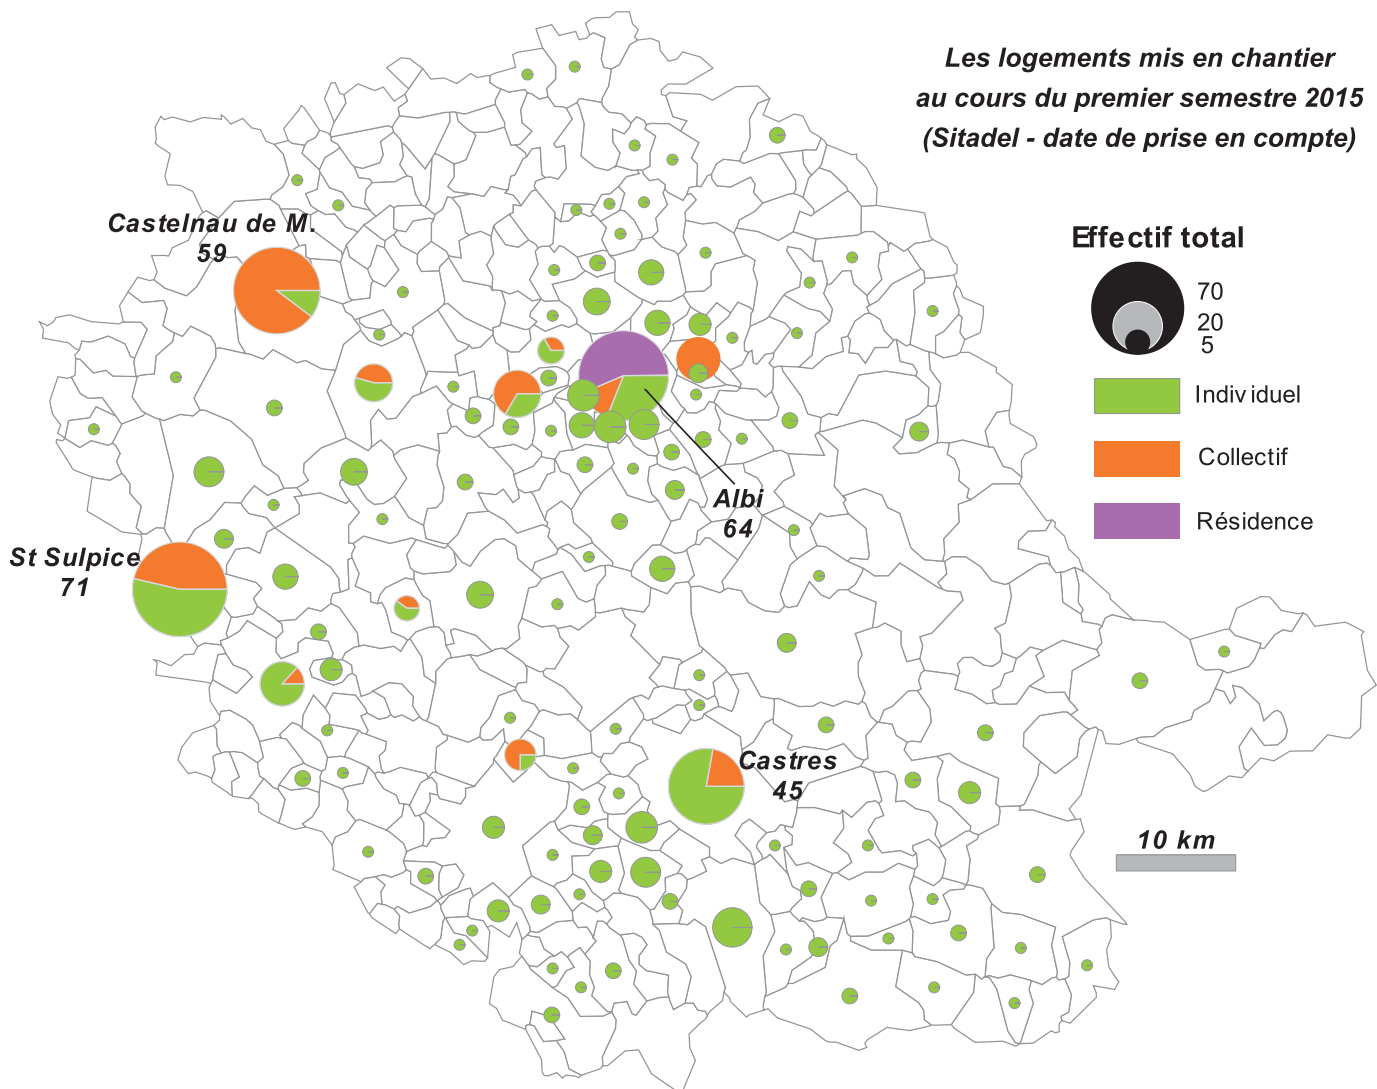 Les logements mis en chantier
au cours du premier semestre 2015
(Sitadel - date de prise en compte)
Castelnau de M.
59
Effectif total
70
20
5
Individuel
Collectif
Résidence
Albi
64
St Sulpice
71
Castres
45
10 km